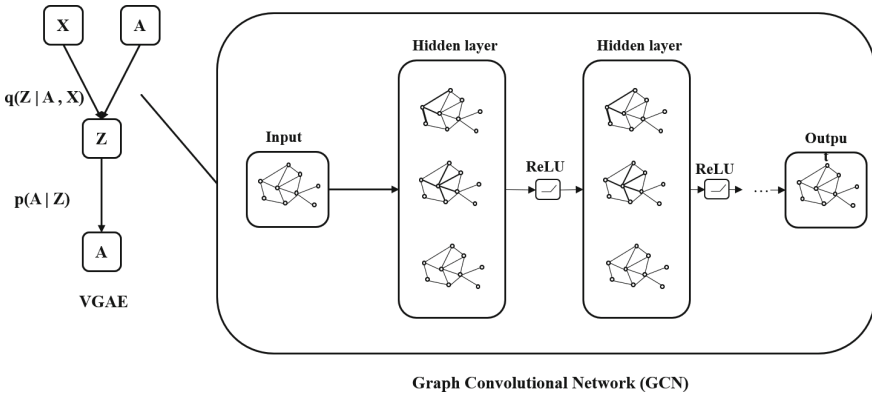 X
A
q(Z | A , X)
Z
p(A | Z)
A
VGAE
Hidden layer
Hidden layer
Input
ReLU
ReLU
...
Outpu
t
Graph Convolutional Network (GCN)